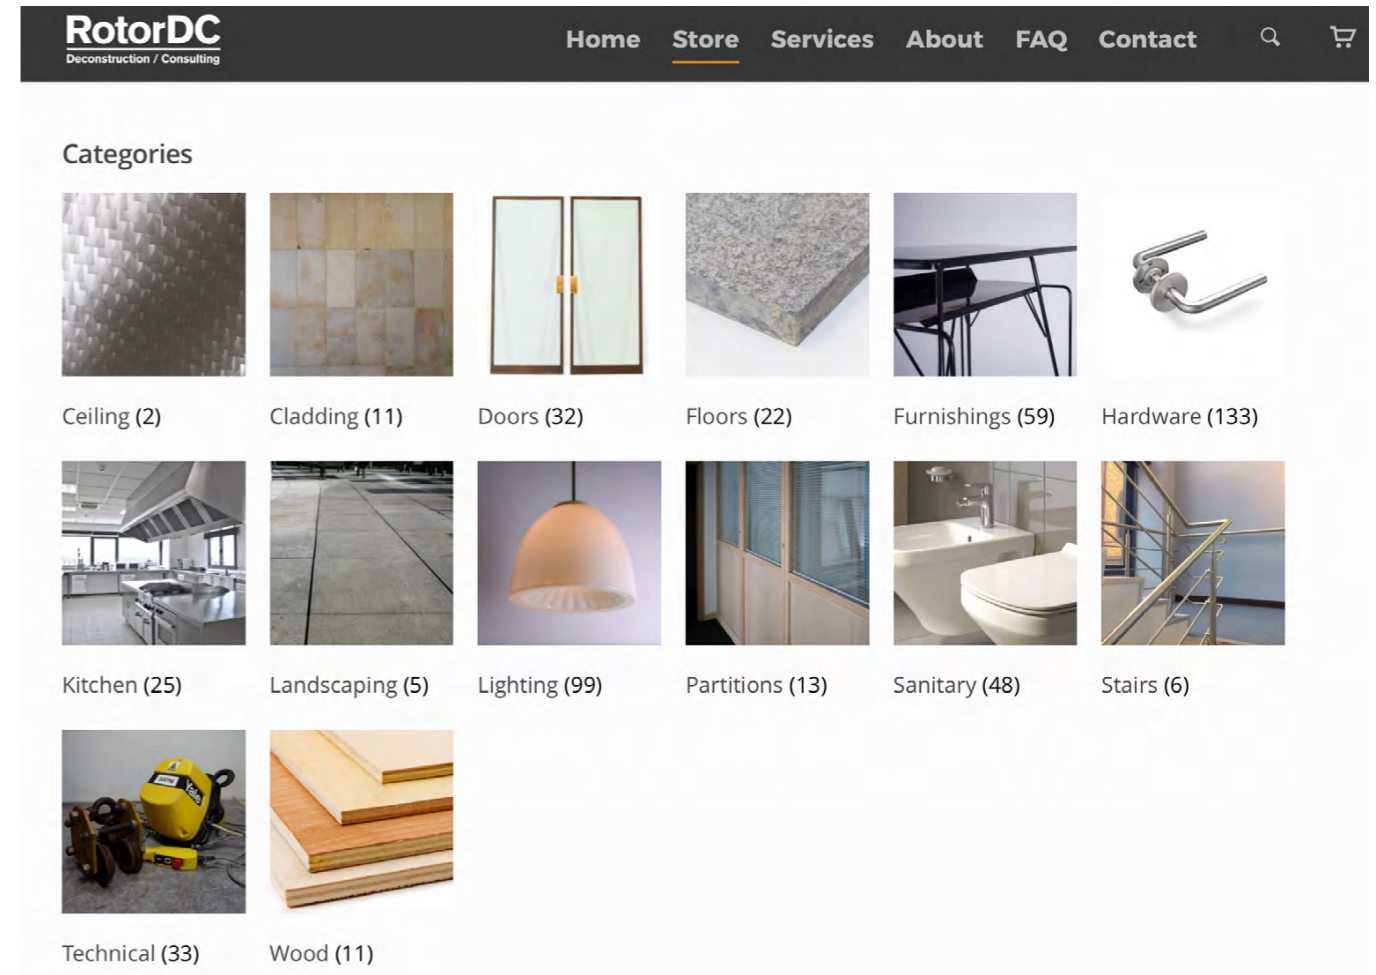 RotorDC
Deconstruction / Consulting
Home Store Services About FAQ Contact
Categories
Ceiling (2) Cladding (11) Doors (32) Floors (22) Furnishings (59) Hardware (133)
Kitchen (25) Landscaping (5) Lighting (99) Partitions (13) Sanitary (48) Stairs (6)
Yale
Technical (33) Wood (11)